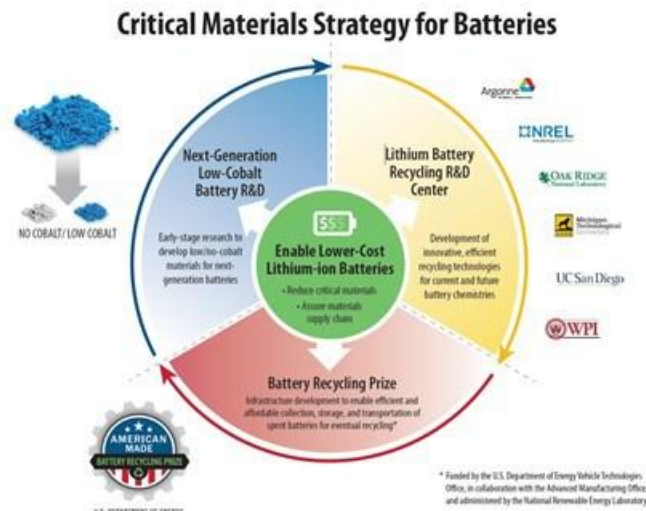 Critical Materials Strategy for Batteries
Next-Generation
Low-Cobalt
Battery R&D
Early-stage research to
develop low/no-cobalt
materials for next-
generation batteries
NO COBALT/ LOW COBALT
Lithium Battery
Recycling R&D
Center
Development of
innovative, efficient
recycling technologies
for current and future
battery chemistries
$$$
Enable Lower-Cost
Lithium-ion Batteries
• Reduce critical materials
• Assure materials
supply chain
Battery Recycling Prize
Infrastructure development to enable efficient and
affordable collection, storage, and transportation of
spent batteries for eventual recycling*
Argonne
NREL
OAK RIDGE
National Laboratory
Michigan
Technological
University
UC San Diego
WPI
AMERICAN
MADE
BATTERY RECYCLING PRIZE
U.S. DEPARTMENT OF ENERGY
* Funded by the U.S. Department of Energy Vehicle Technologies
Office, in collaboration with the Advanced Manufacturing Office,
and administered by the National Renewable Energy Laboratory